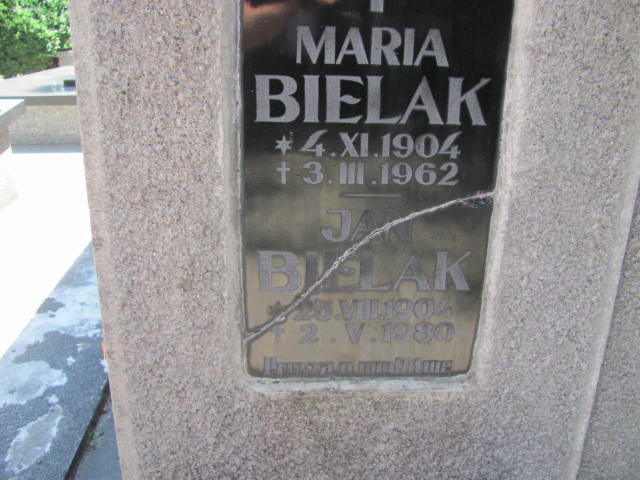 MARIA
BIELAK
* 4.XI.1904
† 3.III.1962
JAN
BIELAK
* 25.VIII.1904
† 2.V.1980